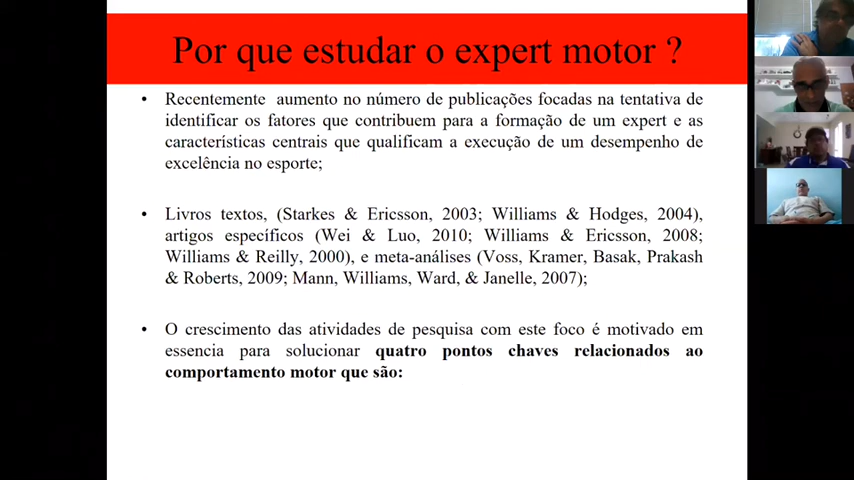 Por que estudar o expert motor ?
• Recentemente aumento no número de publicações focadas na tentativa de
identificar os fatores que contribuem para a formação de um expert e as
características centrais que qualificam a execução de um desempenho de
excelência no esporte;
• Livros textos, (Starkes & Ericsson, 2003; Williams & Hodges, 2004),
artigos específicos (Wei & Luo, 2010; Williams & Ericsson, 2008;
Williams & Reilly, 2000), e meta-análises (Voss, Kramer, Basak, Prakash
& Roberts, 2009; Mann, Williams, Ward, & Janelle, 2007);
• O crescimento das atividades de pesquisa com este foco é motivado em
essencia para solucionar quatro pontos chaves relacionados ao
comportamento motor que são: